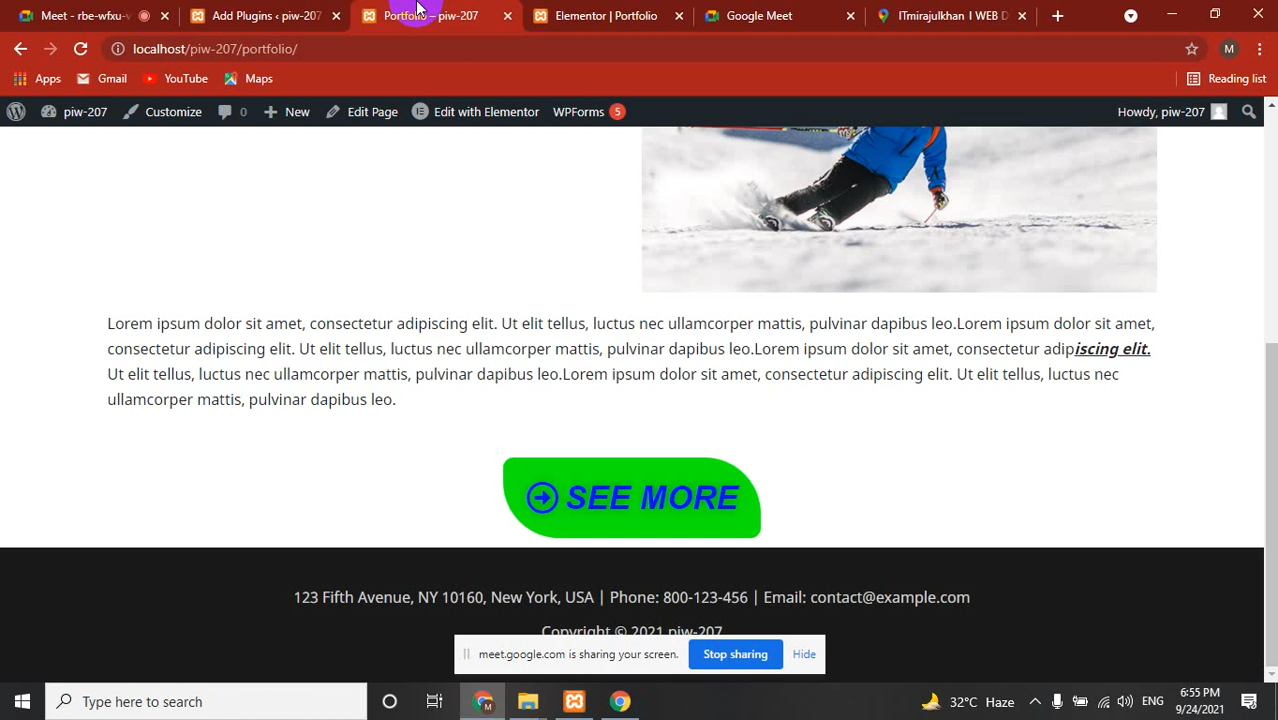 Meet - rbe-wfxu-v
Add Plugins ‹ piw-207
Portfolio – piw-207
Elementor | Portfolio
Google Meet
ITmirajulkhan I WEB D
localhost/piw-207/portfolio/
M
Apps
Gmail
YouTube
Maps
Reading list
piw-207
Customize
0
New
Edit Page
Edit with Elementor
WPForms 5
Howdy, piw-207
Lorem ipsum dolor sit amet, consectetur adipiscing elit. Ut elit tellus, luctus nec ullamcorper mattis, pulvinar dapibus leo.Lorem ipsum dolor sit amet,
consectetur adipiscing elit. Ut elit tellus, luctus nec ullamcorper mattis, pulvinar dapibus leo.Lorem ipsum dolor sit amet, consectetur adipiscing elit.
Ut elit tellus, luctus nec ullamcorper mattis, pulvinar dapibus leo.Lorem ipsum dolor sit amet, consectetur adipiscing elit. Ut elit tellus, luctus nec
ullamcorper mattis, pulvinar dapibus leo.
SEE MORE
123 Fifth Avenue, NY 10160, New York, USA | Phone: 800-123-456 | Email: contact@example.com
Copyright © 2021 piw-207
meet.google.com is sharing your screen.
Stop sharing
Hide
Type here to search
M
32°C Haze
ENG
6:55 PM
9/24/2021